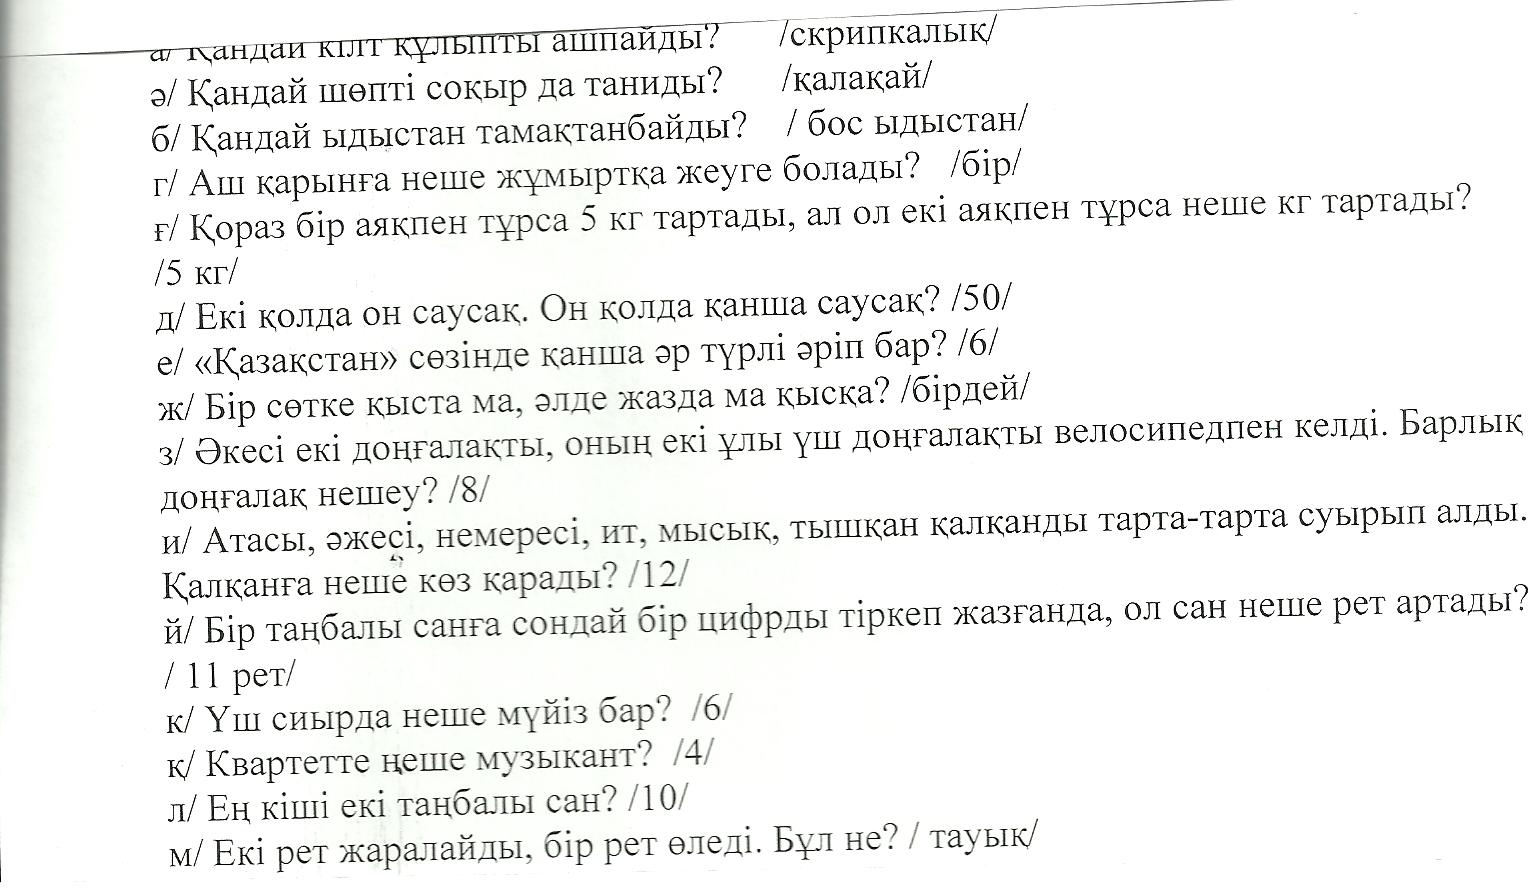 а/ Қандай кілт құлыпты ашпайды? /скрипкалық/
ә/ Қандай шөпті соқыр да таниды? /қалақай/
б/ Қандай ыдыстан тамақтанбайды? / бос ыдыстан/
г/ Аш қарынға неше жұмыртқа жеуге болады? /бір/
ғ/ Қораз бір аяқпен тұрса 5 кг тартады, ал ол екі аяқпен тұрса неше кг тартады?
/5 кг/
д/ Екі қолда он саусақ. Он қолда қанша саусақ? /50/
е/ «Қазақстан» сөзінде қанша әр түрлі әріп бар? /6/
ж/ Бір сөтке қыста ма, әлде жазда ма қысқа? /бірдей/
з/ Әкесі екі доңғалақты, оның екі ұлы үш доңғалақты велосипедпен келді. Барлық
доңғалақ нешеу? /8/
и/ Атасы, әжесі, немересі, ит, мысық, тышқан қалқанды тарта-тарта суырып алды.
Қалқанға неше көз қарады? /12/
й/ Бір таңбалы санға сондай бір цифрды тіркеп жазғанда, ол сан неше рет артады?
/ 11 рет/
к/ Үш сиырда неше мүйіз бар? /6/
қ/ Квартетте ңеше музыкант? /4/
л/ Ең кіші екі таңбалы сан? /10/
м/ Екі рет жаралайды, бір рет өледі. Бұл не? / тауық/